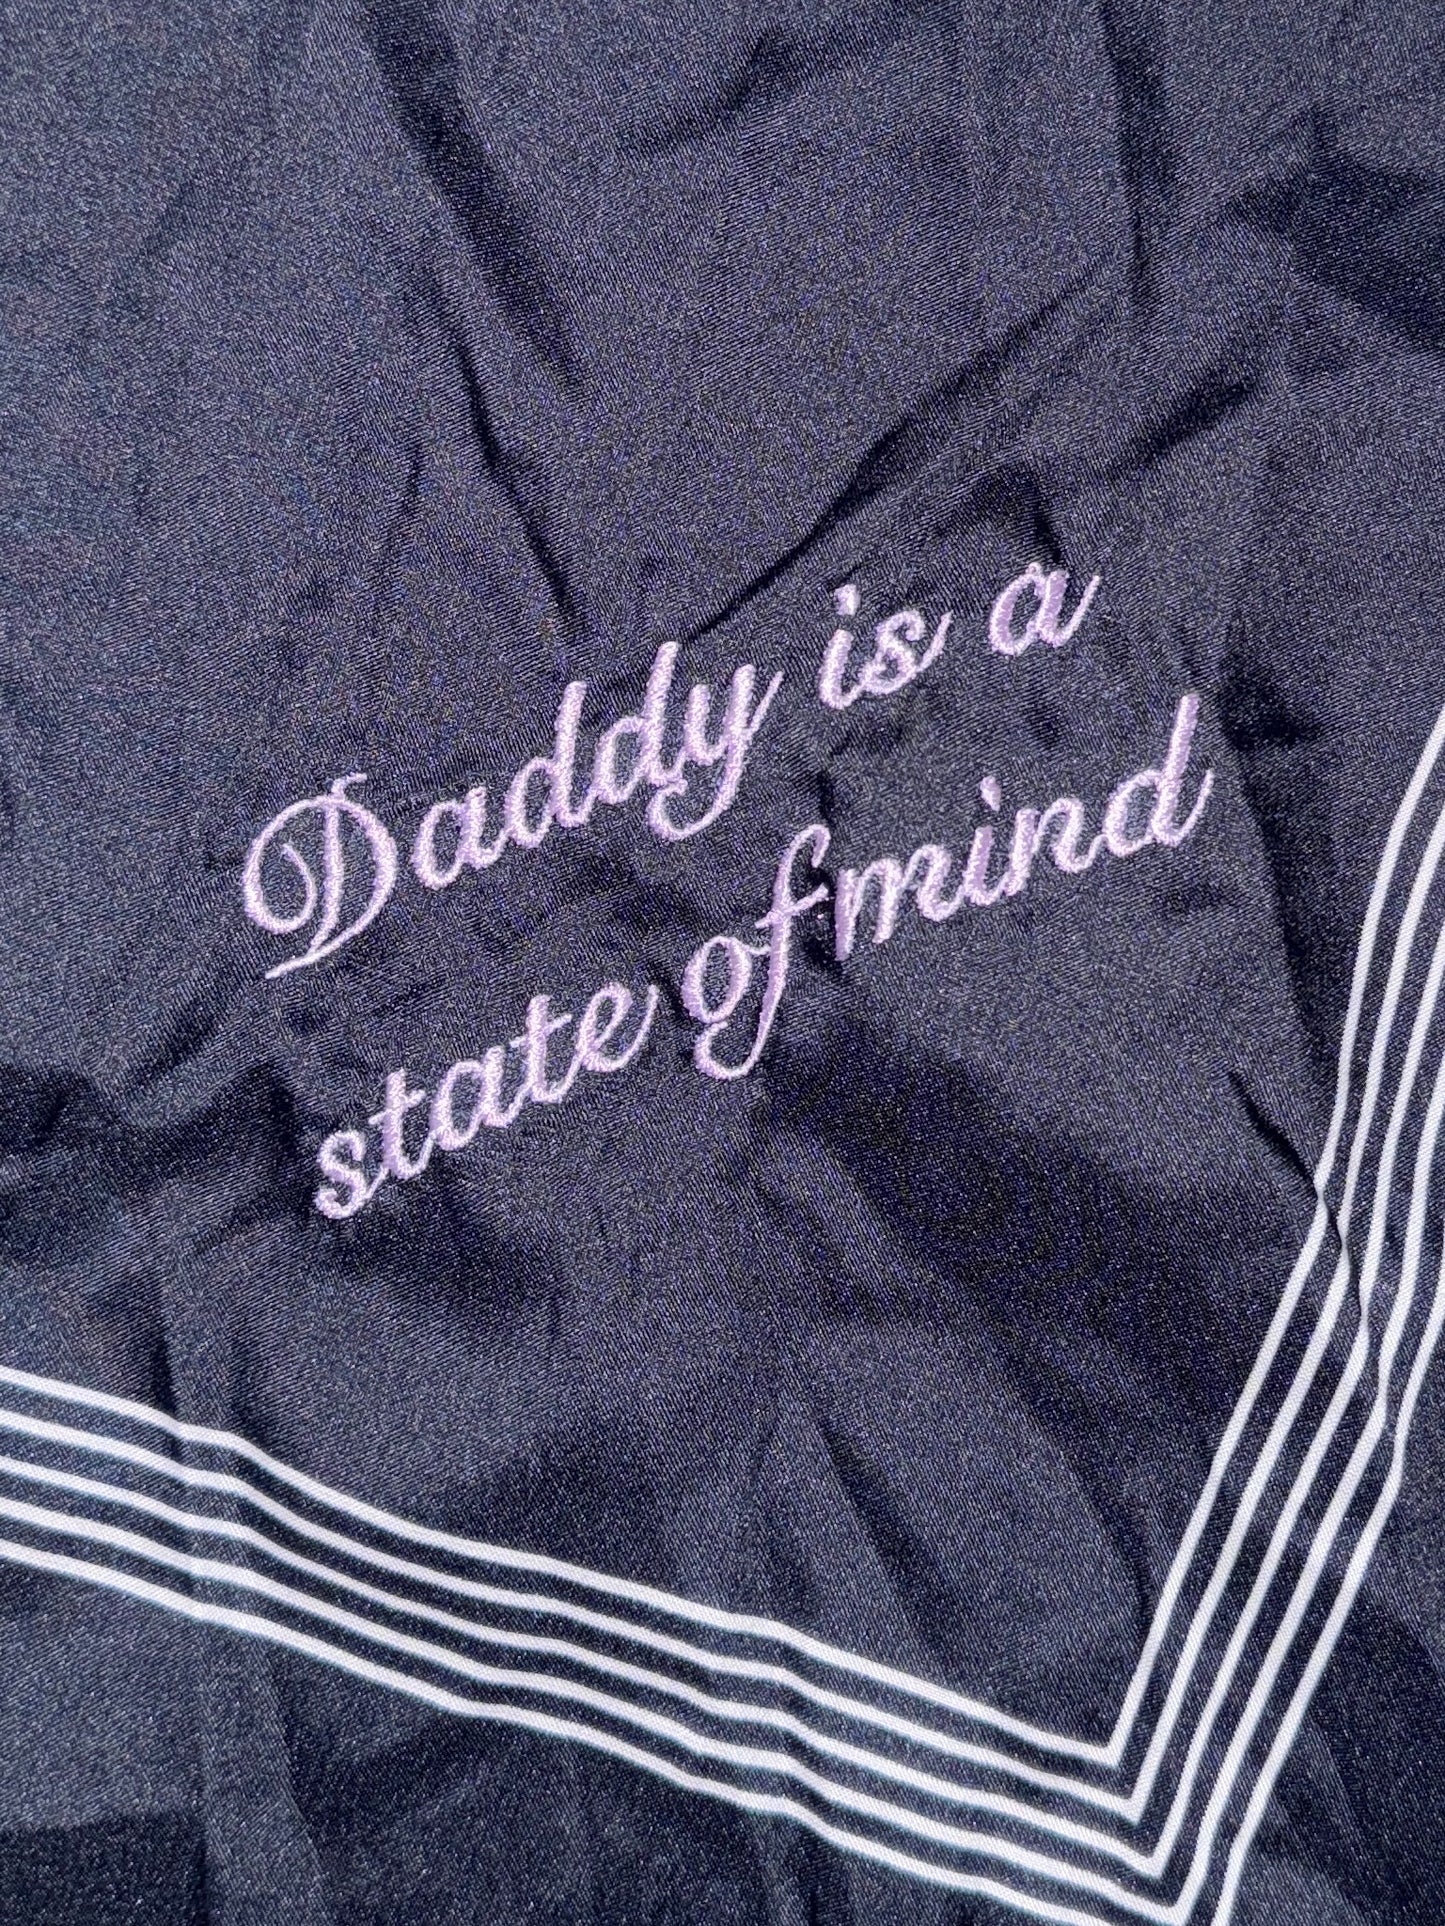 Daddy is a
state of mind